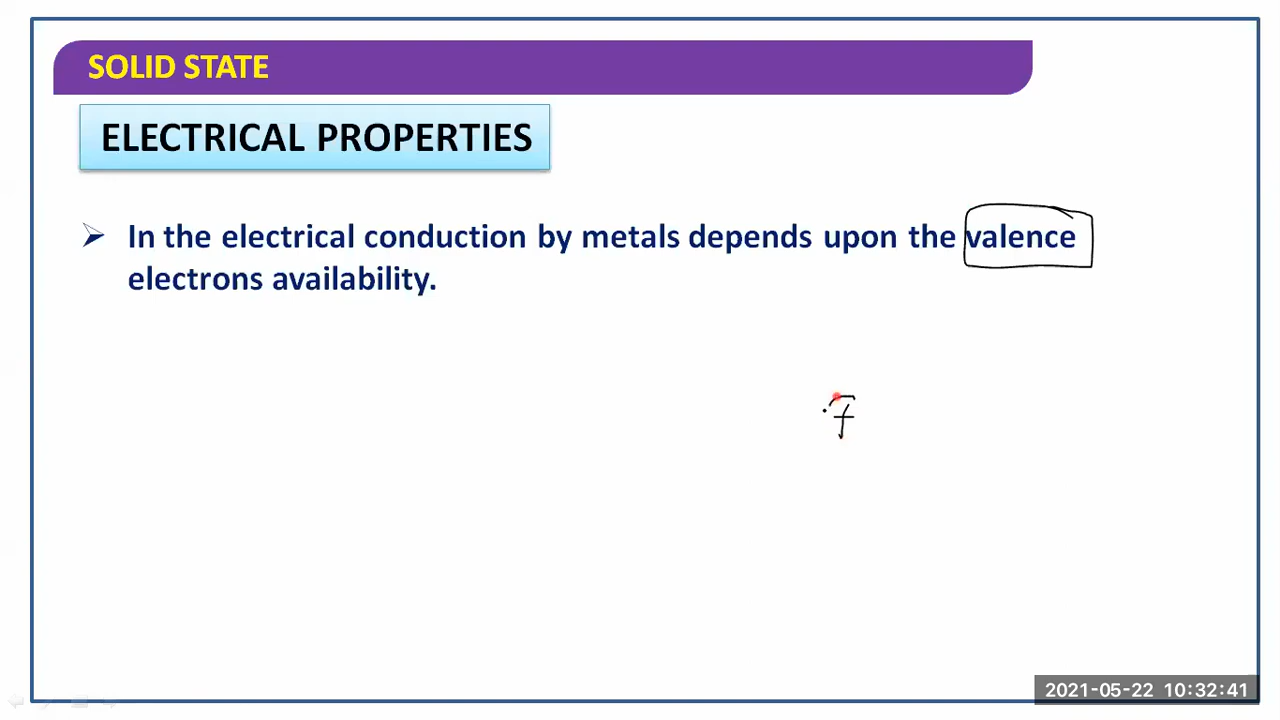 SOLID STATE
ELECTRICAL PROPERTIES
In the electrical conduction by metals depends upon the valence
electrons availability.
2021-05-22 10:32:41